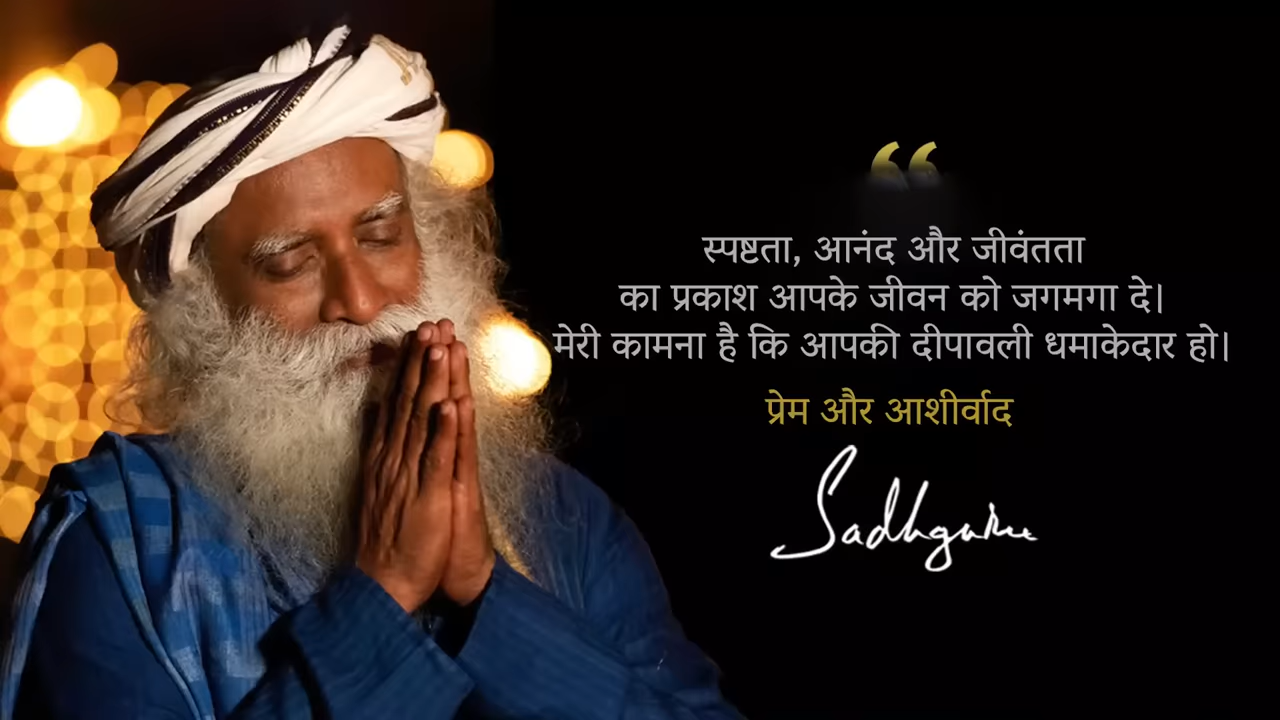 “
स्पष्टता, आनंद और जीवंतता
का प्रकाश आपके जीवन को जगमगा दे।
मेरी कामना है कि आपकी दीपावली धमाकेदार हो।
प्रेम और आशीर्वाद
Sadhguru